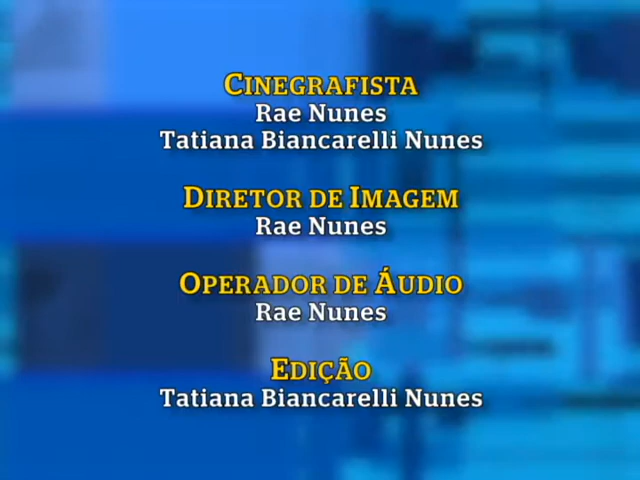 CINEGRAFISTA
Rae Nunes
Tatiana Biancarelli Nunes
DIRETOR DE IMAGEM
Rae Nunes
OPERADOR DE ÁUDIO
Rae Nunes
EDIÇÃO
Tatiana Biancarelli Nunes